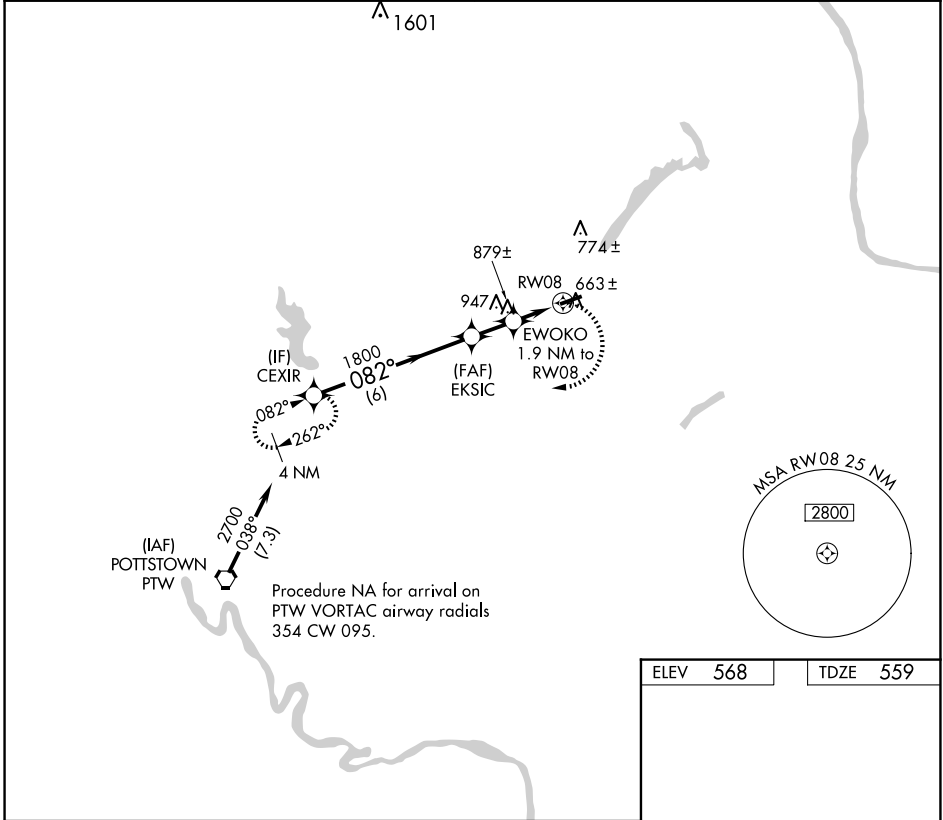 1601
774±
879±
RW08
663±
947
EWOKO
1.9 NM to
RW08
(FAF)
EKSIC
(IF)
CEXIR
1800
082°
(6)
082°
262°
4 NM
2700
038°
(7.3)
(IAF)
POTTSTOWN
PTW
Procedure NA for arrival on
PTW VORTAC airway radials
354 CW 095.
MSA RW08 25 NM
2800
ELEV 568
TDZE 559